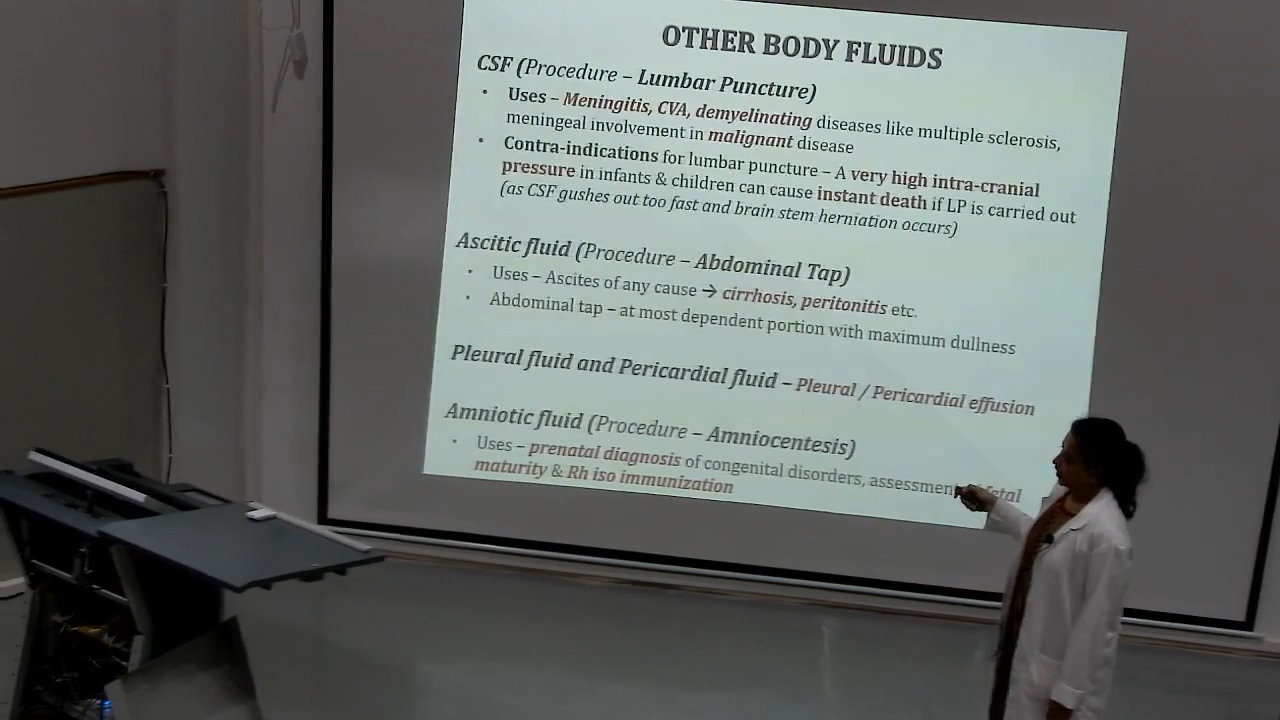 OTHER BODY FLUIDS
CSF (Procedure – Lumbar Puncture)
• Uses – Meningitis, CVA, demyelinating diseases like multiple sclerosis,
meningeal involvement in malignant disease
• Contra-indications for lumbar puncture – A very high intra-cranial
pressure in infants & children can cause instant death if LP is carried out
(as CSF gushes out too fast and brain stem herniation occurs)
Ascitic fluid (Procedure – Abdominal Tap)
• Uses – Ascites of any cause → cirrhosis, peritonitis etc.
• Abdominal tap – at most dependent portion with maximum dullness
Pleural fluid and Pericardial fluid – Pleural / Pericardial effusion
Amniotic fluid (Procedure – Amniocentesis)
• Uses – prenatal diagnosis of congenital disorders, assessment fetal
maturity & Rh iso immunization